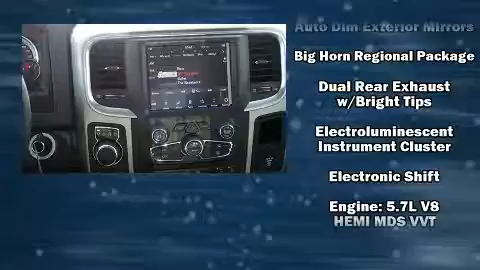 Auto Dim Exterior Mirrors
Big Horn Regional Package
Dual Rear Exhaust
w/Bright Tips
Electroluminescent
Instrument Cluster
Electronic Shift
Engine: 5.7L V8
HEMI MDS VVT